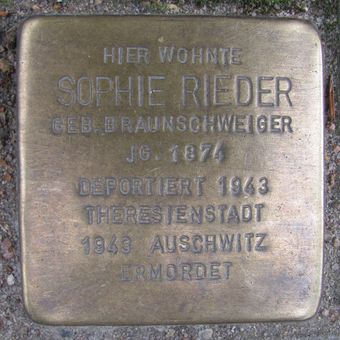 HIER WOHNTE
SOPHIE RIEDER
GEB. BRAUNSCHWEIGER
JG. 1874
DEPORTIERT 1943
THERESIENSTADT
1943 AUSCHWITZ
ERMORDET